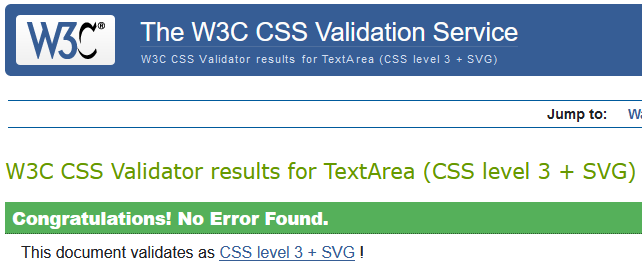 W3C® The W3C CSS Validation Service
W3C CSS Validator results for TextArea (CSS level 3 + SVG)
Jump to:
W3C CSS Validator results for TextArea (CSS level 3 + SVG)
Congratulations! No Error Found.
This document validates as CSS level 3 + SVG !